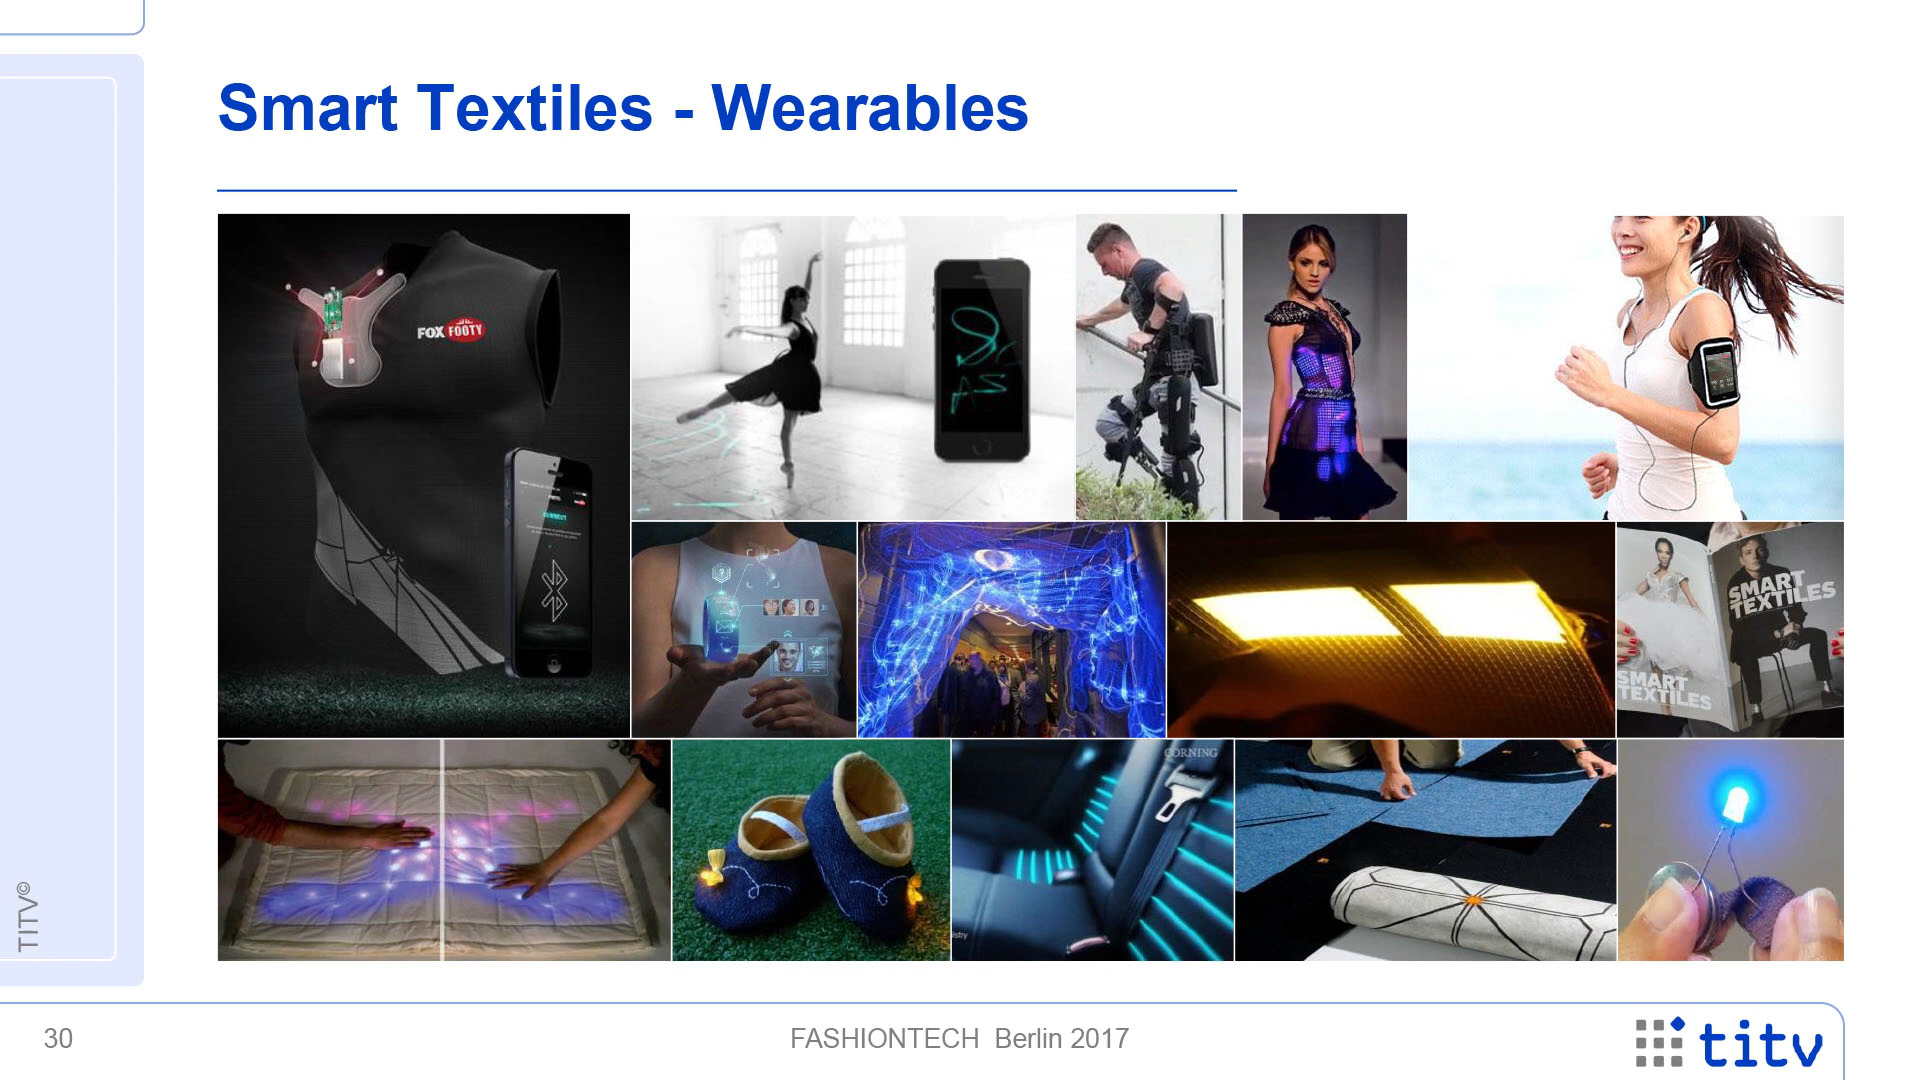 Smart Textiles - Wearables
FOX FOOTY
CORNING
SMART
TEXTILES
SMART
TEXTILES
TITV©
30
FASHIONTECH Berlin 2017
titv